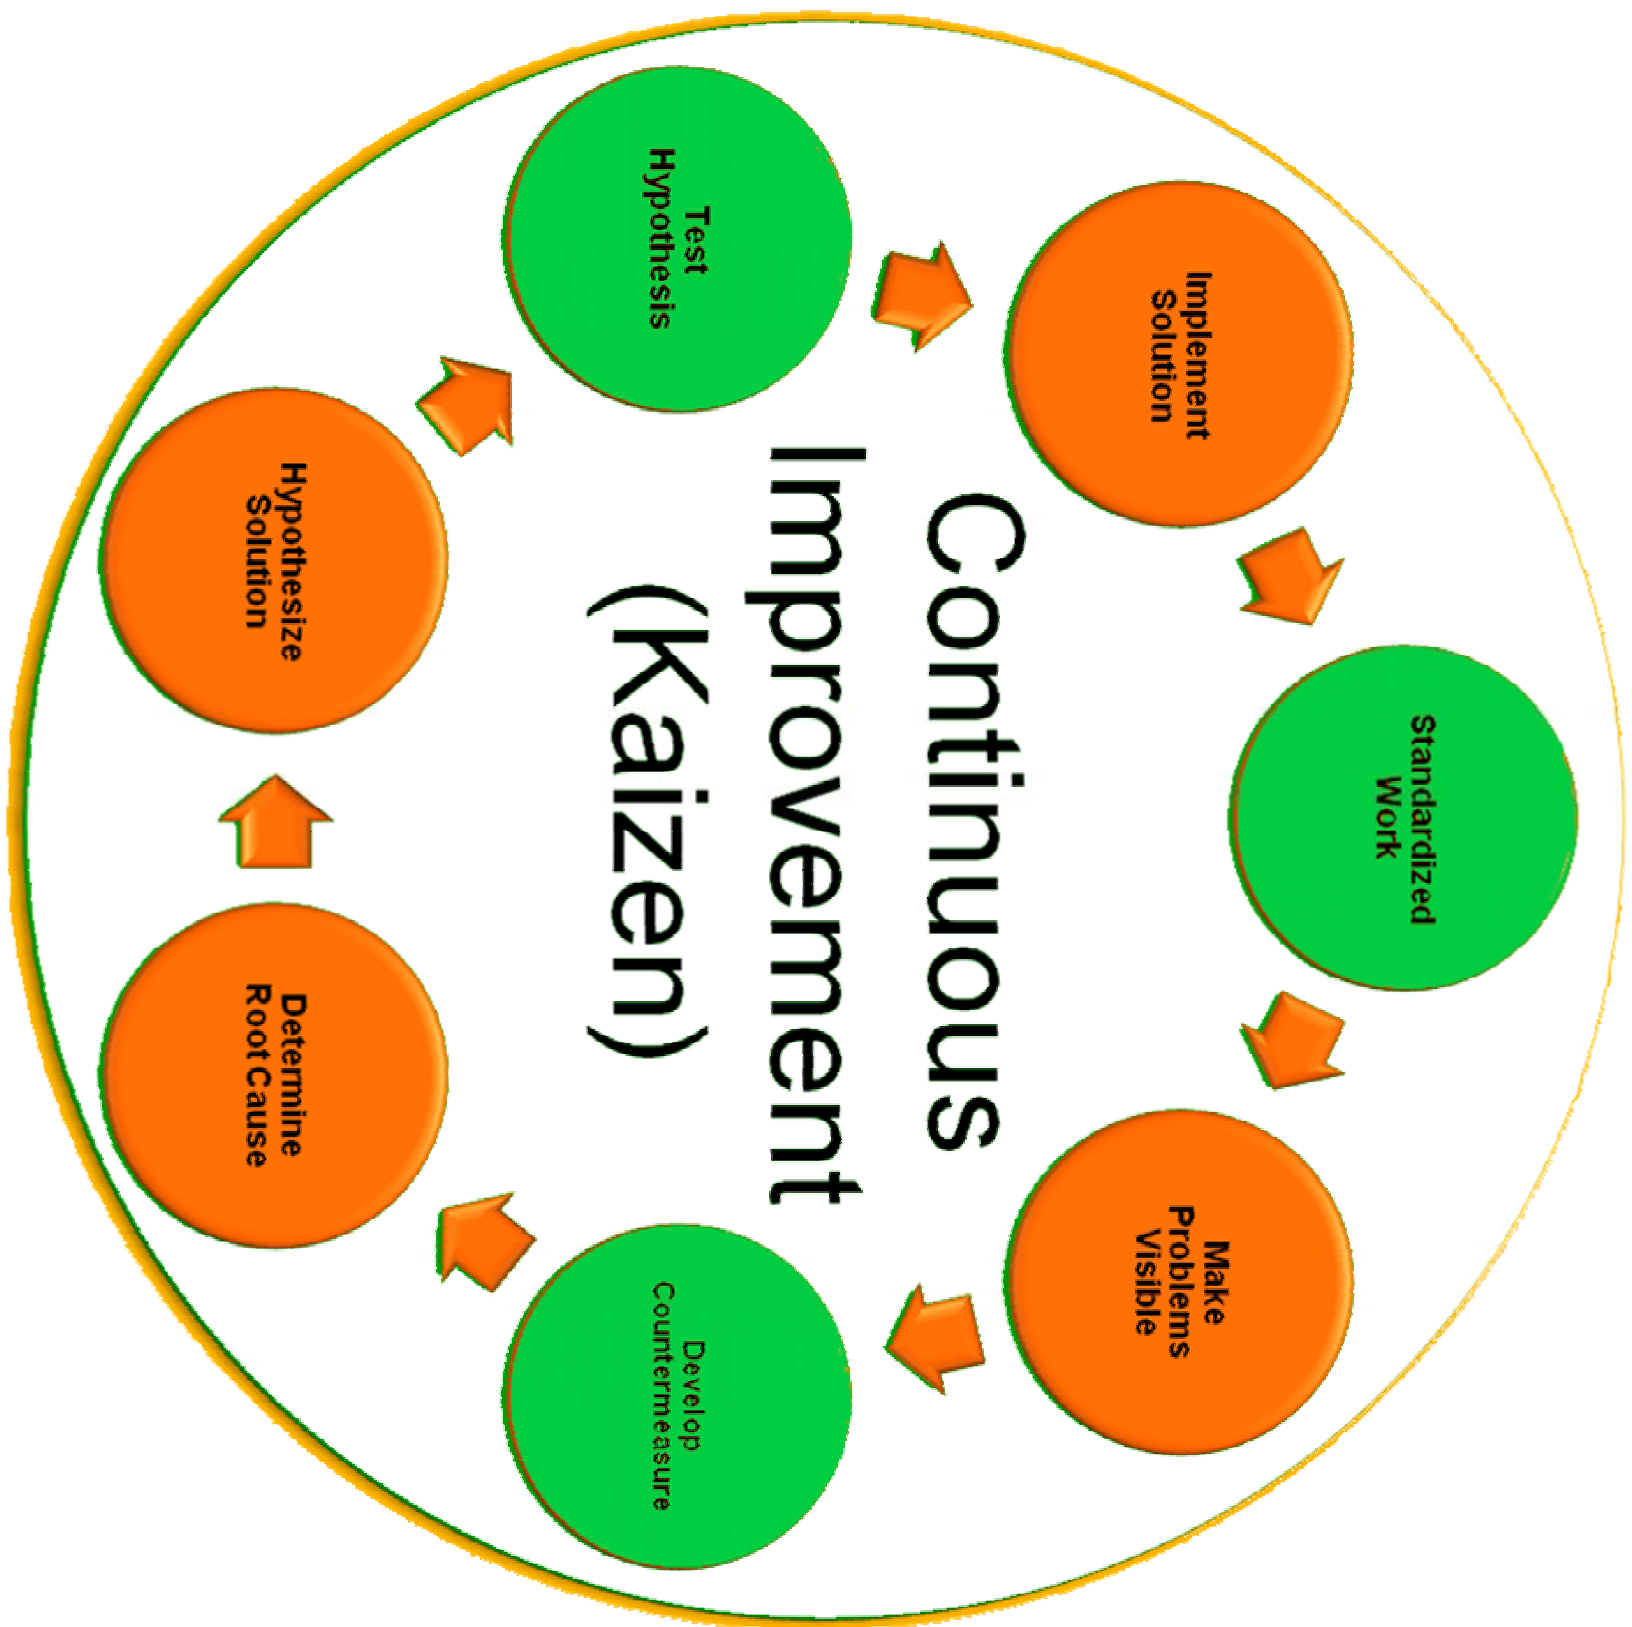 Continuous
Improvement
(Kaizen)
Standardized
Work
Make
Problems
Visible
Develop
Countermeasure
Determine
Root Cause
Hypothesize
Solution
Test
Hypothesis
Implement
Solution